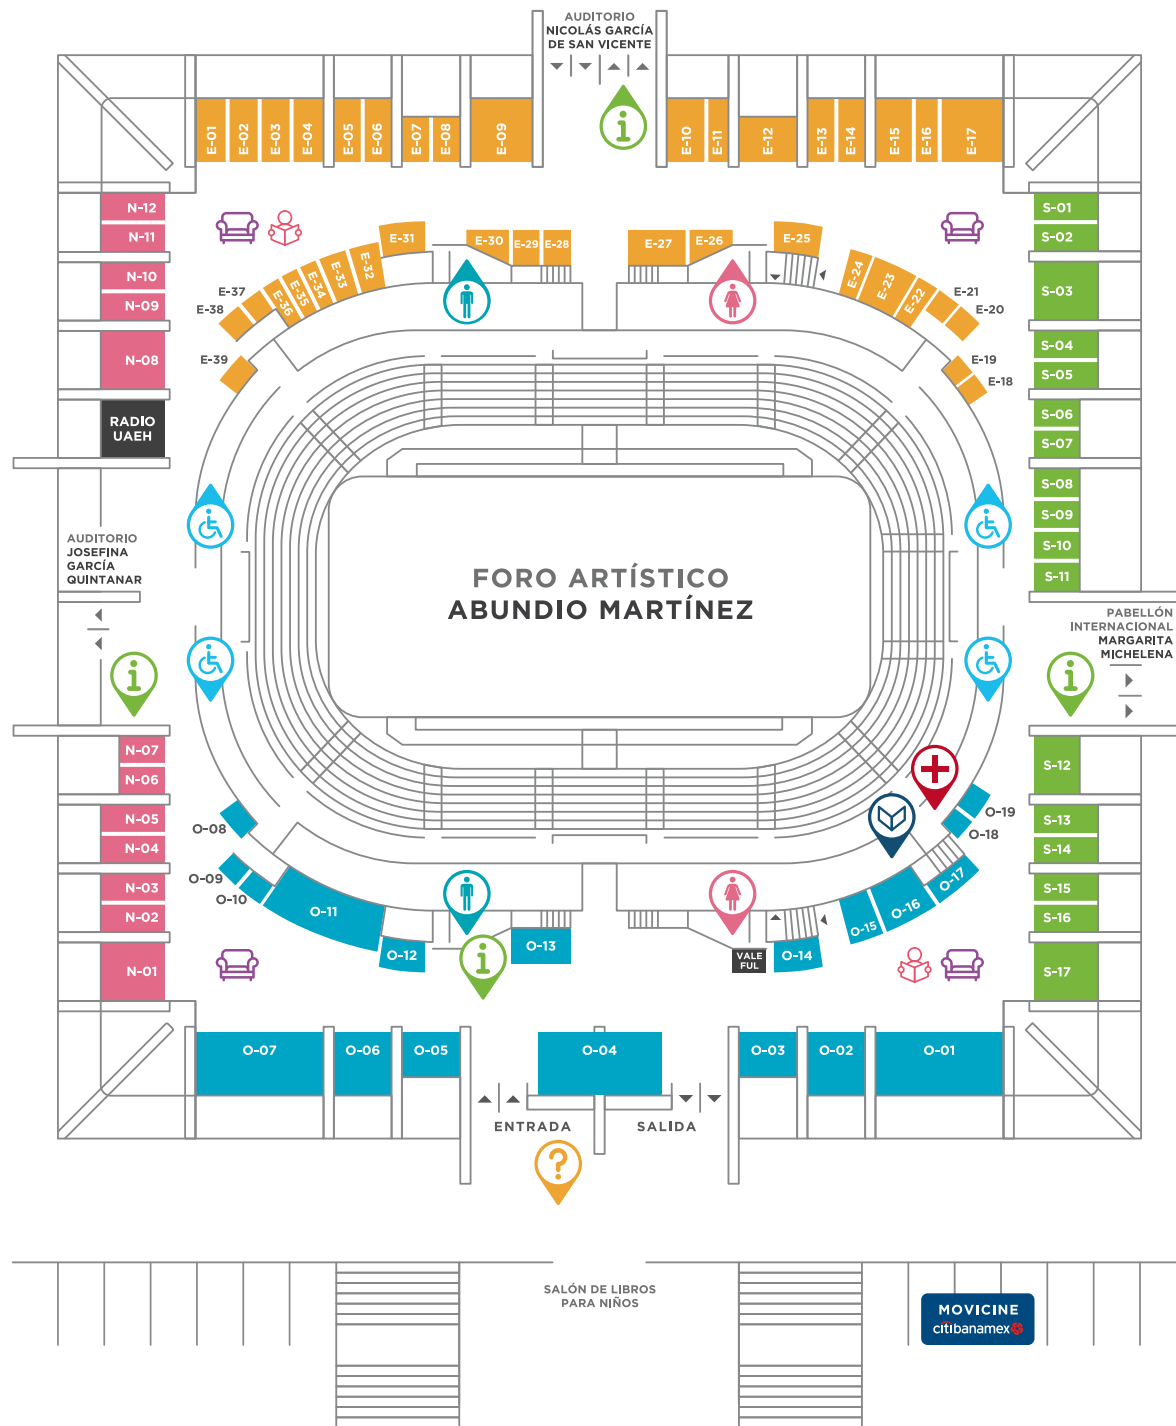 AUDITORIO
NICOLÁS GARCÍA
DE SAN VICENTE
E-01
E-02
E-03
E-04
E-05
E-06
E-07
E-08
E-09
E-10
E-11
E-12
E-13
E-14
E-15
E-16
E-17
N-12
N-11
N-10
N-09
N-08
RADIO
UAEH
S-01
S-02
S-03
S-04
S-05
S-06
S-07
S-08
S-09
S-10
S-11
E-31
E-30
E-29
E-28
E-27
E-26
E-25
E-32
E-33
E-34
E-35
E-36
E-37
E-38
E-39
E-24
E-23
E-22
E-21
E-20
E-19
E-18
AUDITORIO
JOSEFINA
GARCÍA
QUINTANAR
FORO ARTÍSTICO
ABUNDIO MARTÍNEZ
PABELLÓN
INTERNACIONAL
MARGARITA
MICHELENA
i
i
i
N-07
N-06
N-05
N-04
N-03
N-02
N-01
S-12
S-13
S-14
S-15
S-16
S-17
O-08
O-09
O-10
O-11
O-12
O-13
i
VALE
FUL
O-14
O-15
O-16
O-17
O-18
O-19
O-07
O-06
O-05
O-04
O-03
O-02
O-01
ENTRADA
SALIDA
?
SALÓN DE LIBROS
PARA NIÑOS
MOVICINE
citibanamex